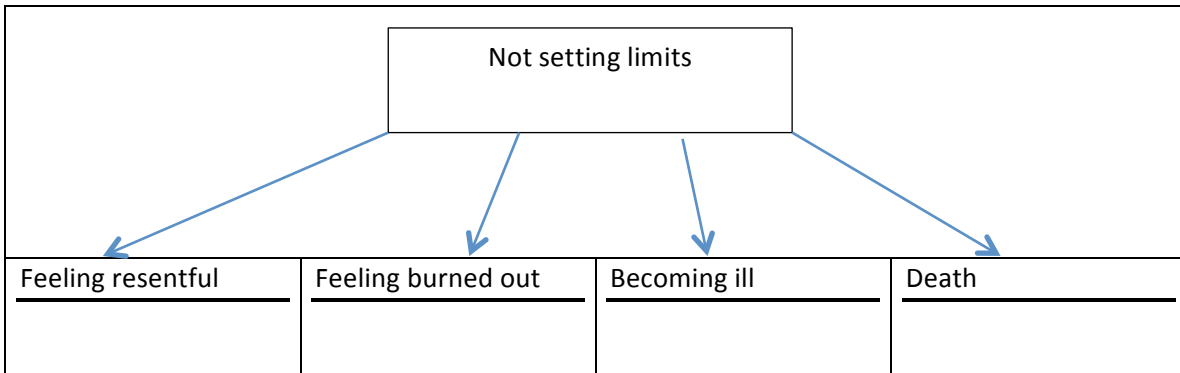 Not setting limits
Feeling resentful
Feeling burned out
Becoming ill
Death